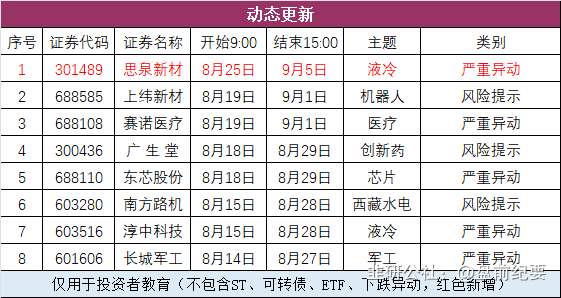 动态更新
序号 证券代码 证券名称 开始9:00 结束15:00 主题 类别
1 301489 思泉新材 8月25日 9月5日 液冷 严重异动
2 688585 上纬新材 8月19日 9月1日 机器人 风险提示
3 688108 赛诺医疗 8月19日 9月1日 医疗 严重异动
4 300436 广生堂 8月18日 8月29日 创新药 风险提示
5 688110 东芯股份 8月18日 8月29日 芯片 严重异动
6 603280 南方路机 8月15日 8月28日 西藏水电 风险提示
7 603516 淳中科技 8月15日 8月28日 液冷 严重异动
8 601606 长城军工 8月14日 8月27日 军工 严重异动
仅用于投资者教育（不包含ST、可转债、ETF、下跌异动，红色新增）
韭研公社：@盘前纪要